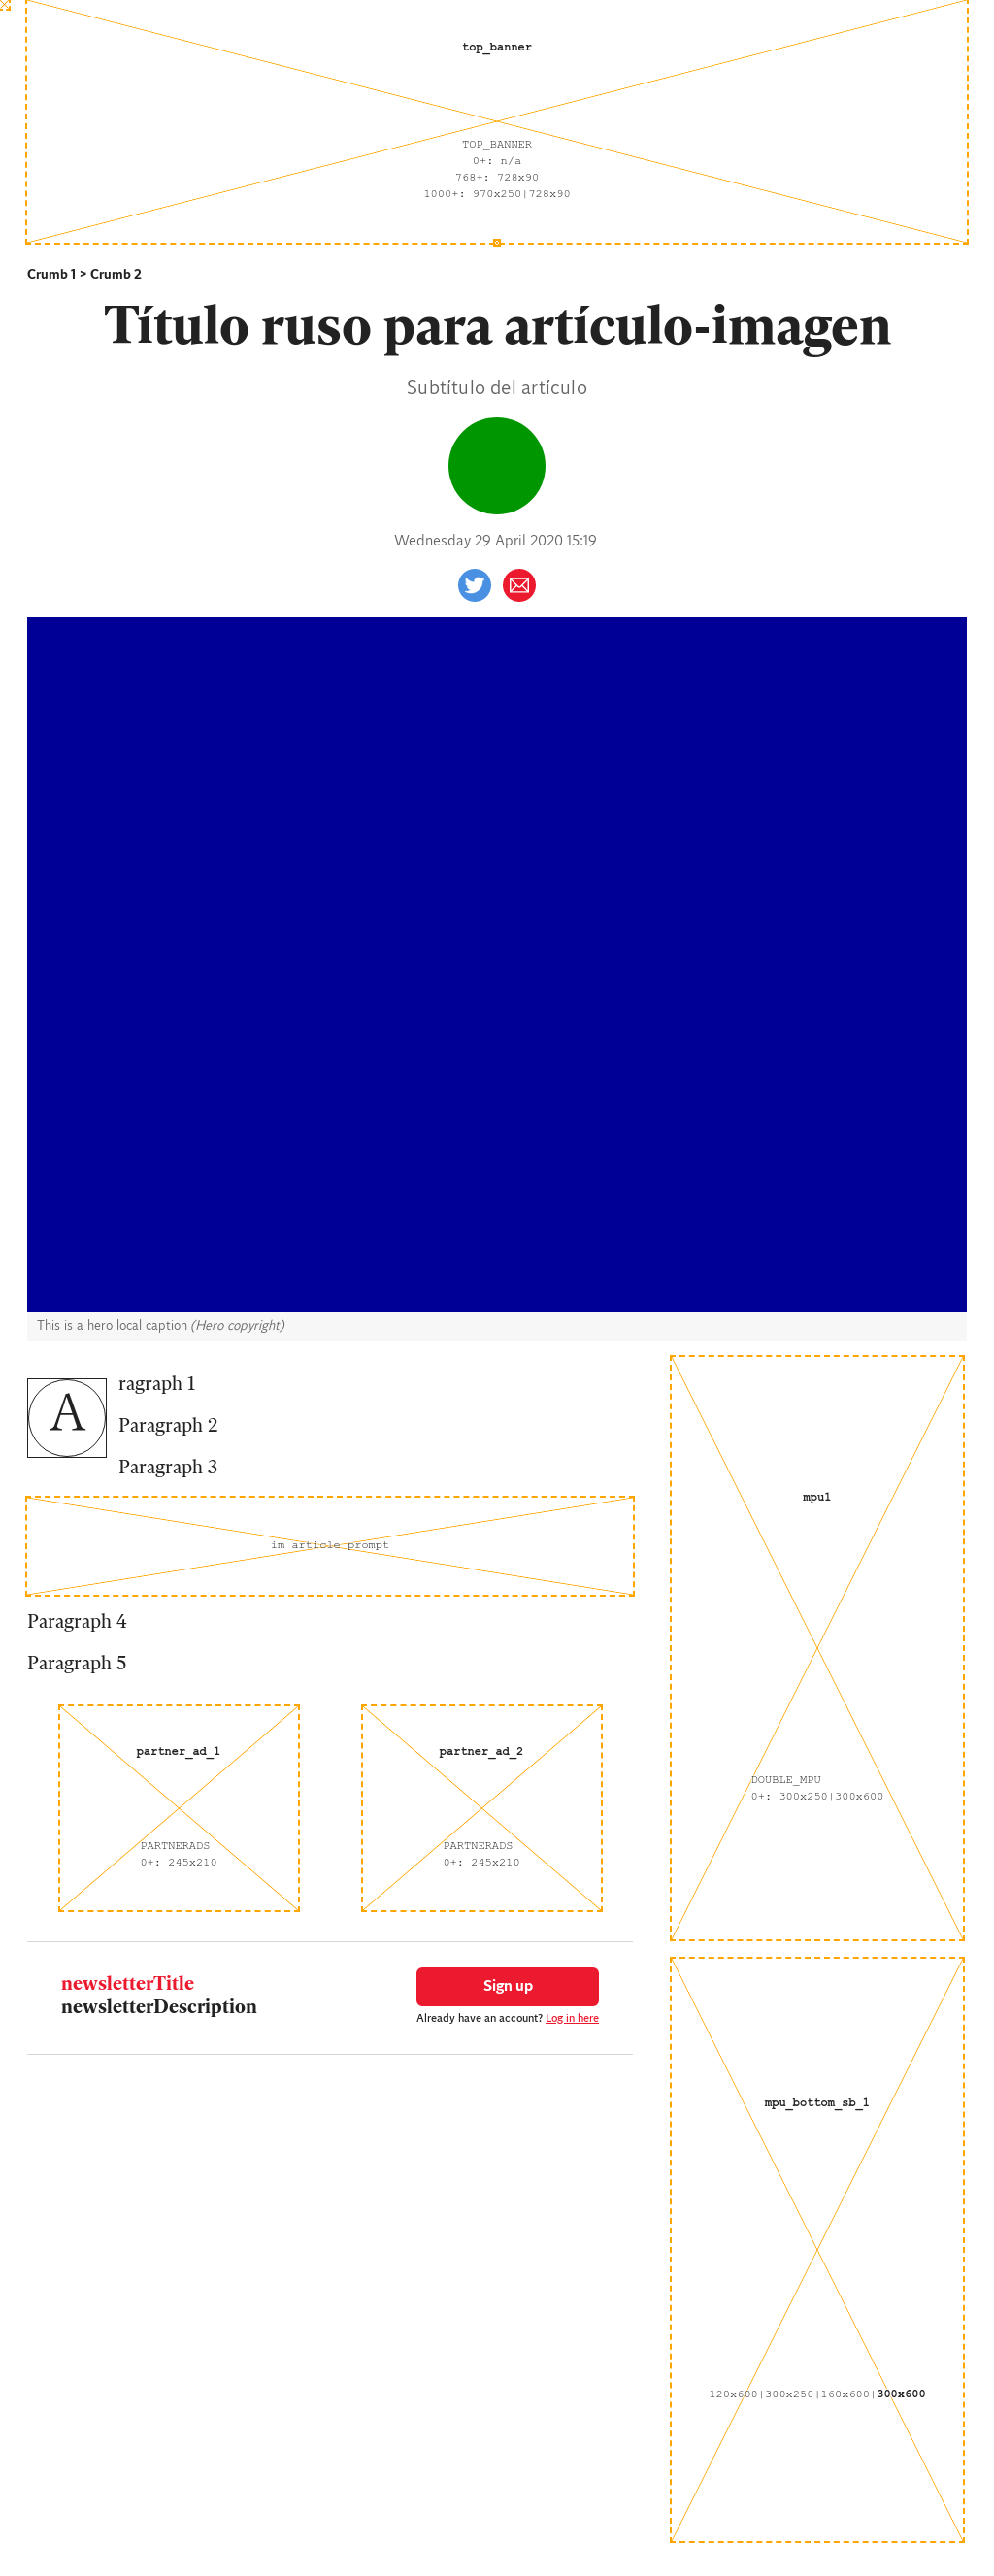 top_banner
TOP_BANNER
0+: n/a
768+: 728x90
1000+: 970x250|728x90
Crumb 1 > Crumb 2
Título ruso para artículo-imagen
Subtítulo del artículo
Wednesday 29 April 2020 15:19
This is a hero local caption (Hero copyright)
A
ragraph 1
Paragraph 2
Paragraph 3
im article prompt
Paragraph 4
Paragraph 5
partner_ad_1
PARTNERADS
0+: 245x210
partner_ad_2
PARTNERADS
0+: 245x210
newsletterTitle
newsletterDescription
Sign up
Already have an account? Log in here
mpu1
DOUBLE_MPU
0+: 300x250|300x600
mpu_bottom_sb_1
120x600|300x250|160x600|300x600